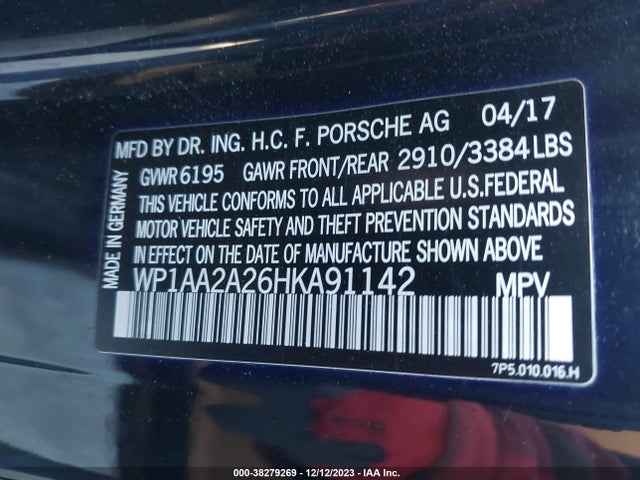 MFD BY DR. ING. H.C. F. PORSCHE AG 04/17
GVWR 6195 GAWR FRONT/REAR 2910/3384 LBS
THIS VEHICLE CONFORMS TO ALL APPLICABLE U.S.FEDERAL
MOTOR VEHICLE SAFETY AND THEFT PREVENTION STANDARDS
IN EFFECT ON THE DATE OF MANUFACTURE SHOWN ABOVE
WP1AA2A26HKA91142 MPV
MADE IN GERMANY
7P5.010.016.H
000-38279269 - 12/12/2023 - IAA Inc.